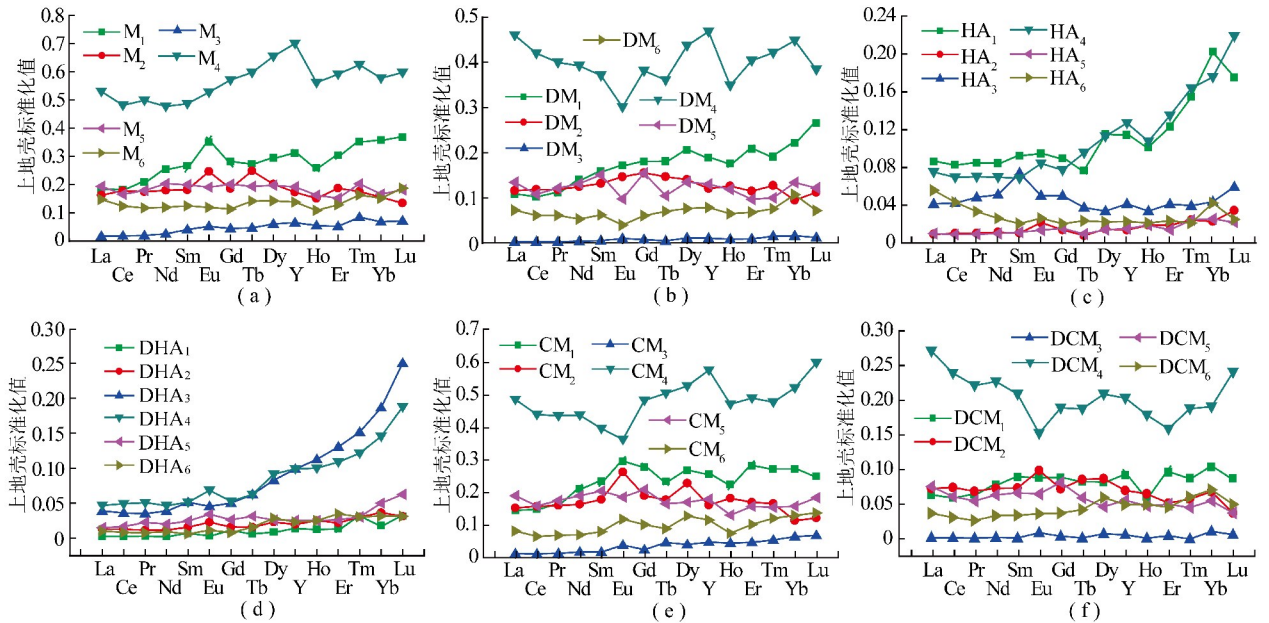 上地壳标准化值
0.8
0.7
0.6
0.5
0.4
0.3
0.2
0.1
0
M₁
M₂
M₃
M₄
M₅
M₆
La Ce Pr Nd Sm Eu Gd Tb Dy Y Ho Er Tm Yb Lu
(a)
上地壳标准化值
0.5
0.4
0.3
0.2
0.1
0
DM₆
DM₁
DM₂
DM₃
DM₄
DM₅
La Ce Pr Nd Sm Eu Gd Tb Dy Y Ho Er Tm Yb Lu
(b)
上地壳标准化值
0.24
0.20
0.16
0.12
0.08
0.04
0
HA₁
HA₂
HA₃
HA₄
HA₅
HA₆
La Ce Pr Nd Sm Eu Gd Tb Dy Y Ho Er Tm Yb Lu
(c)
上地壳标准化值
0.30
0.25
0.20
0.15
0.10
0.05
0
DHA₁
DHA₂
DHA₃
DHA₄
DHA₅
DHA₆
La Ce Pr Nd Sm Eu Gd Tb Dy Y Ho Er Tm Yb Lu
(d)
上地壳标准化值
0.7
0.6
0.5
0.4
0.3
0.2
0.1
0
CM₁
CM₂
CM₃
CM₄
CM₅
CM₆
La Ce Pr Nd Sm Eu Gd Tb Dy Y Ho Er Tm Yb Lu
(e)
上地壳标准化值
0.30
0.25
0.20
0.15
0.10
0.05
0
DCM₃
DCM₄
DCM₅
DCM₆
DCM₁
DCM₂
La Ce Pr Nd Sm Eu Gd Tb Dy Y Ho Er Tm Yb Lu
(f)